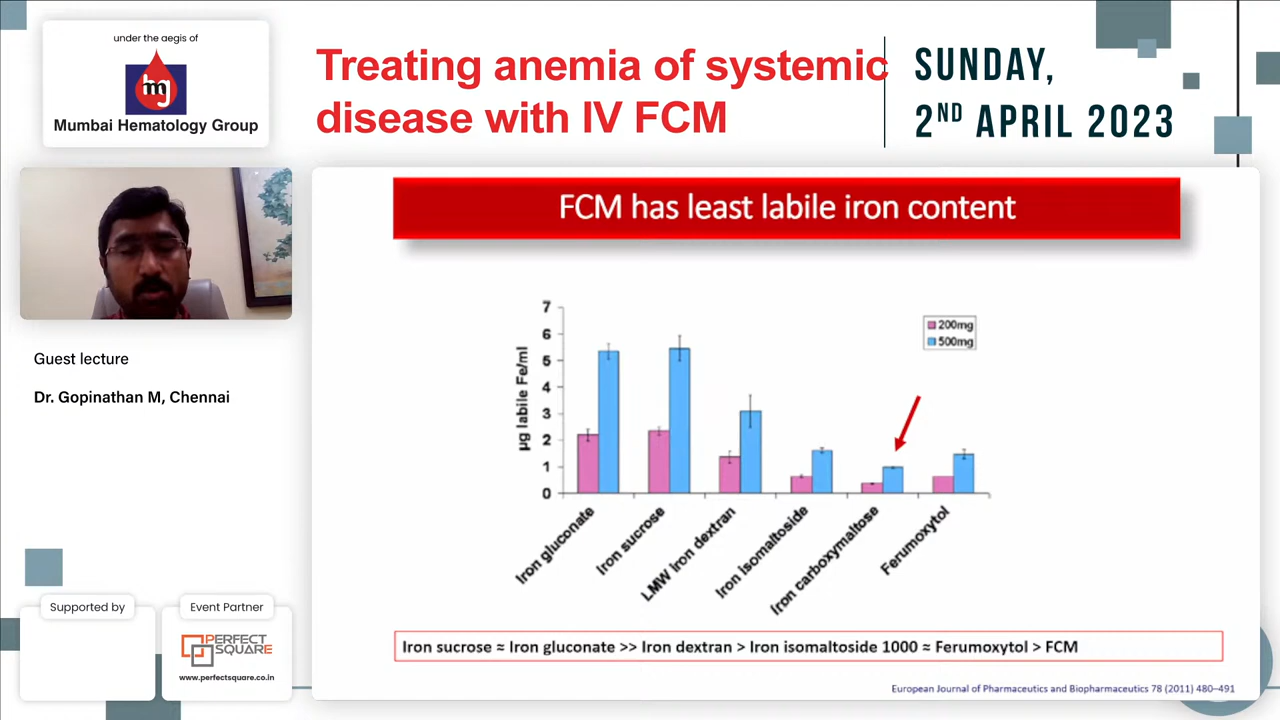 under the aegis of
mj
Mumbai Hematology Group
Treating anemia of systemic
disease with IV FCM
SUNDAY,
2ND APRIL 2023
Guest lecture
Dr. Gopinathan M, Chennai
Supported by
Event Partner
PERFECT
SQUARE
www.perfectsquare.co.in
FCM has least labile iron content
200mg
500mg
µg labile Fe/ml
7
6
5
4
3
2
1
0
Iron gluconate
Iron sucrose
LMW iron dextran
Iron isomaltoside
Iron carboxymaltose
Ferumoxytol
Iron sucrose ≈ Iron gluconate >> Iron dextran > Iron isomaltoside 1000 ≈ Ferumoxytol > FCM
European Journal of Pharmaceutics and Biopharmaceutics 78 (2011) 480–491